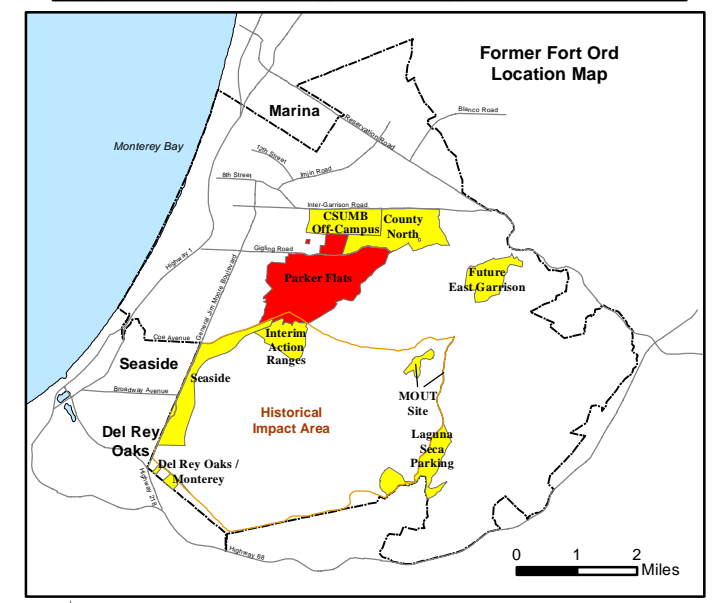 Former Fort Ord
Location Map
Marina
Blanco Road
Reservation Road
Monterey Bay
12th Street
Imjin Road
8th Street
Inter-Garrison Road
CSUMB
Off-Campus
County
North
Gigling Road
Highway 1
General Jim Moore Boulevard
Parker Flats
Future
East Garrison
Coe Avenue
Interim
Action
Ranges
Seaside
Seaside
Broadway Avenue
MOUT
Site
Historical
Impact Area
Del Rey
Oaks
Laguna
Seca
Parking
Del Rey Oaks /
Monterey
Highway 218
Highway 68
0 1 2
Miles